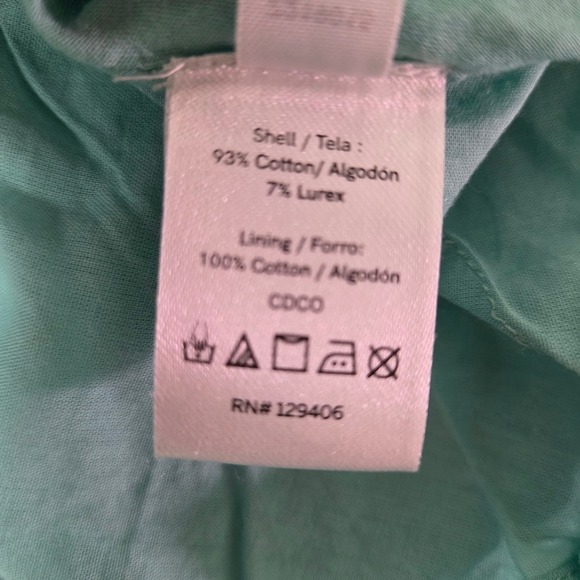 Shell / Tela :
93% Cotton/ Algodón
7% Lurex
Lining / Forro:
100% Cotton / Algodón
CDCO
RN# 129406